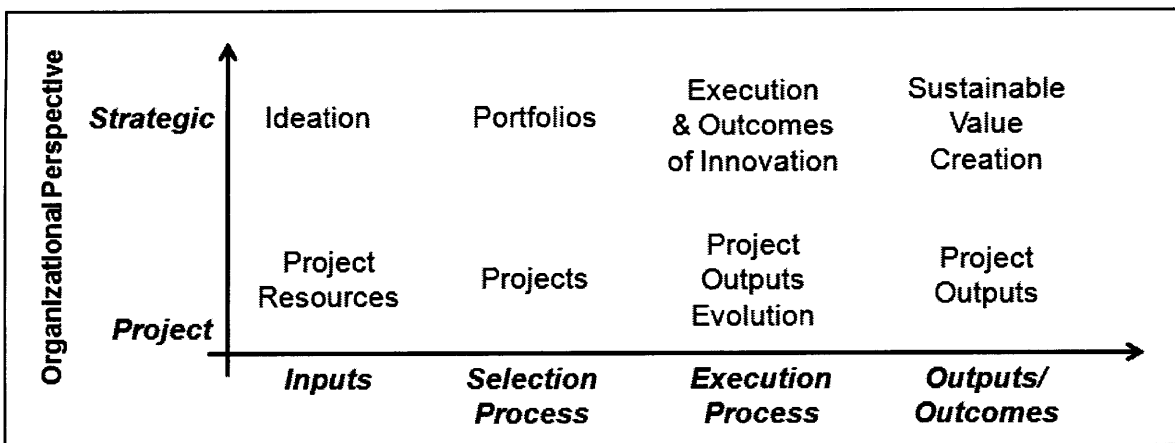 Organizational Perspective
Strategic
Ideation
Portfolios
Execution
& Outcomes
of Innovation
Sustainable
Value
Creation
Project
Project
Resources
Projects
Project
Outputs
Evolution
Project
Outputs
Inputs
Selection
Process
Execution
Process
Outputs/
Outcomes